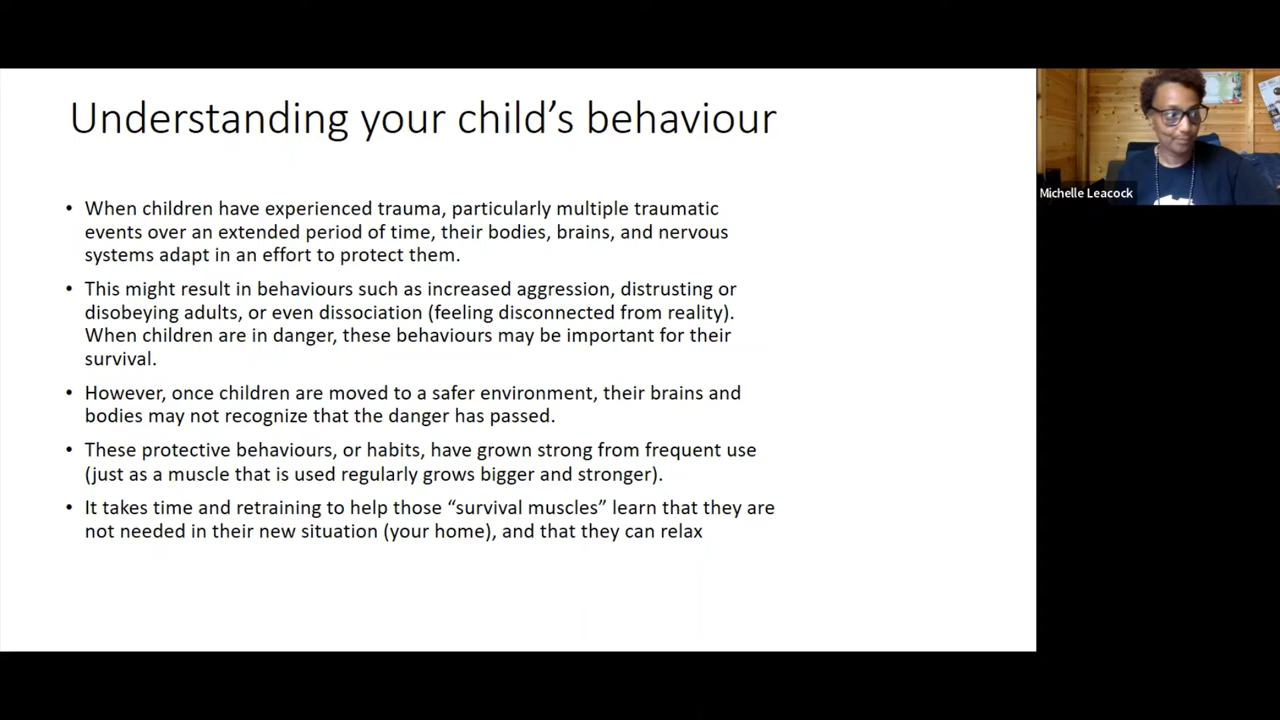 Understanding your child’s behaviour
• When children have experienced trauma, particularly multiple traumatic
events over an extended period of time, their bodies, brains, and nervous
systems adapt in an effort to protect them.
• This might result in behaviours such as increased aggression, distrusting or
disobeying adults, or even dissociation (feeling disconnected from reality).
When children are in danger, these behaviours may be important for their
survival.
• However, once children are moved to a safer environment, their brains and
bodies may not recognize that the danger has passed.
• These protective behaviours, or habits, have grown strong from frequent use
(just as a muscle that is used regularly grows bigger and stronger).
• It takes time and retraining to help those “survival muscles” learn that they are
not needed in their new situation (your home), and that they can relax
Michelle Leacock